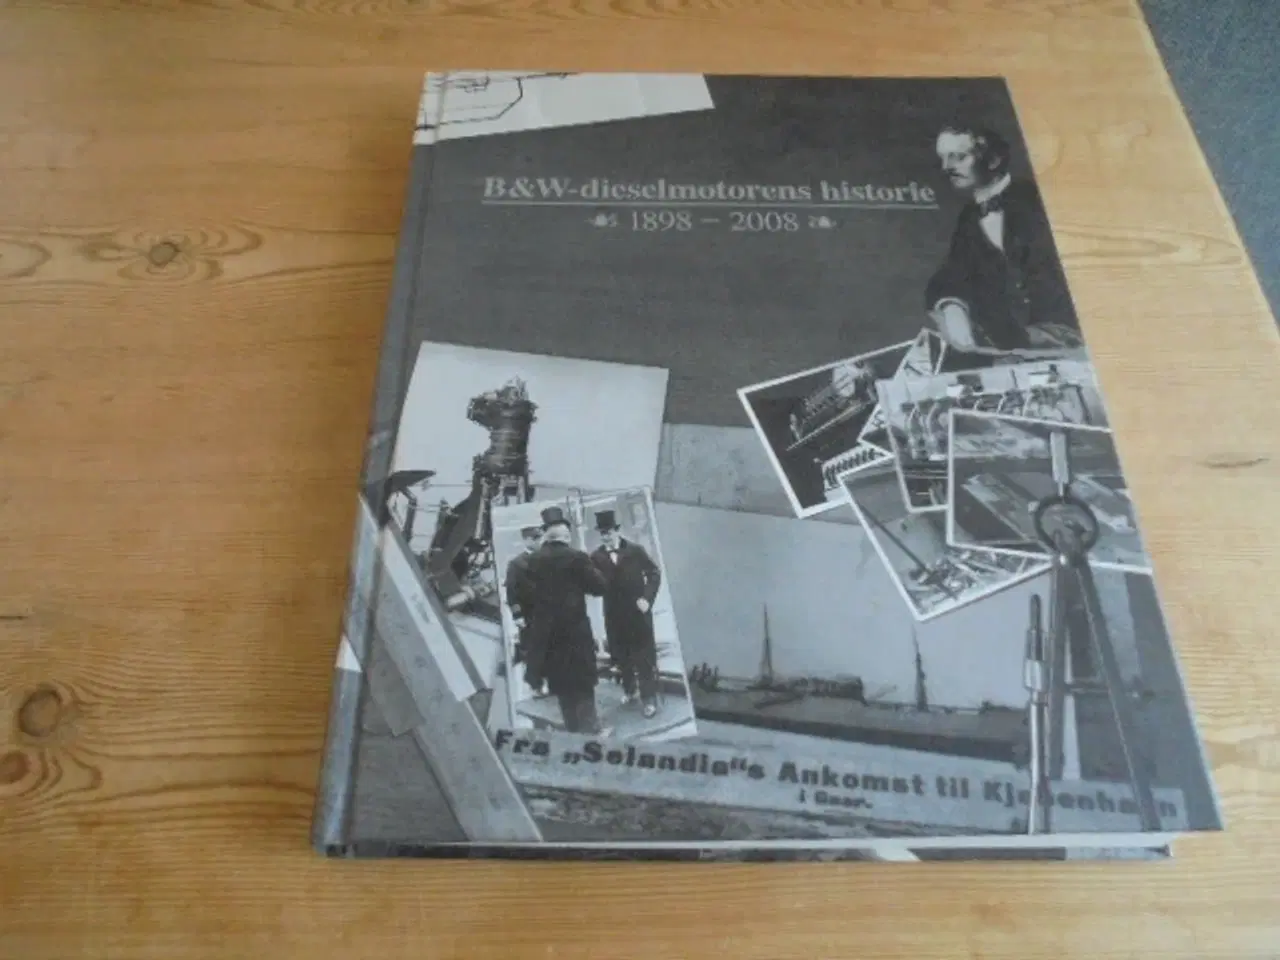 B&W-dieselmotorens historie
1898 – 2008
Fra „Selandia“s Ankomst til Kjøbenhavn
i Gaar.